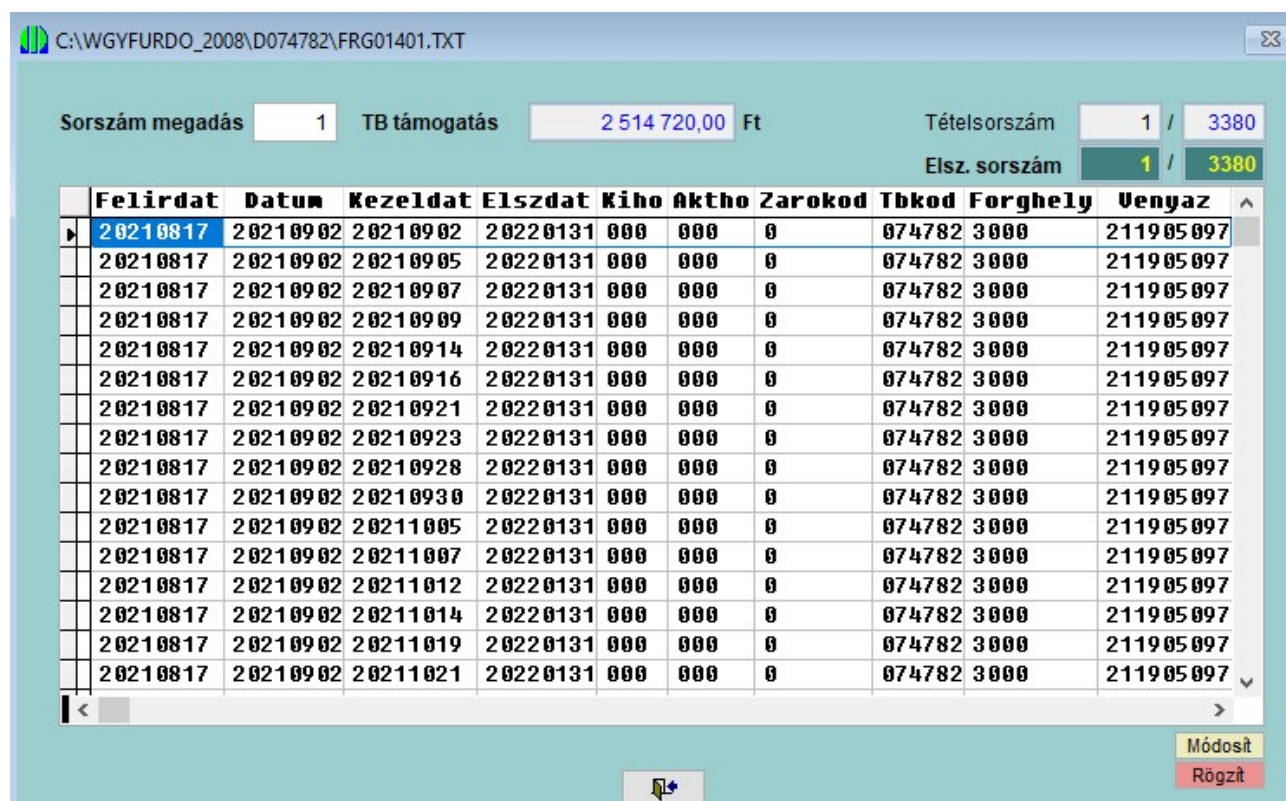 C:\WGYFURDO_2008\D074782\FRG01401.TXT
Sorszám megadás 1 TB támogatás 2 514 720,00 Ft Tételsorszám 1 / 3380
Elsz. sorszám 1 / 3380
Felirdat Datum Kezeldat Elszdat Kiho Aktho Zarokod Tbkod Forghely Venyaz
20210817 20210902 20210902 20220131 000 000 0 074782 3000 211905097
20210817 20210902 20210905 20220131 000 000 0 074782 3000 211905097
20210817 20210902 20210907 20220131 000 000 0 074782 3000 211905097
20210817 20210902 20210909 20220131 000 000 0 074782 3000 211905097
20210817 20210902 20210914 20220131 000 000 0 074782 3000 211905097
20210817 20210902 20210916 20220131 000 000 0 074782 3000 211905097
20210817 20210902 20210921 20220131 000 000 0 074782 3000 211905097
20210817 20210902 20210923 20220131 000 000 0 074782 3000 211905097
20210817 20210902 20210928 20220131 000 000 0 074782 3000 211905097
20210817 20210902 20210930 20220131 000 000 0 074782 3000 211905097
20210817 20210902 20211005 20220131 000 000 0 074782 3000 211905097
20210817 20210902 20211007 20220131 000 000 0 074782 3000 211905097
20210817 20210902 20211012 20220131 000 000 0 074782 3000 211905097
20210817 20210902 20211014 20220131 000 000 0 074782 3000 211905097
20210817 20210902 20211019 20220131 000 000 0 074782 3000 211905097
20210817 20210902 20211021 20220131 000 000 0 074782 3000 211905097
Módosít
Rögzít